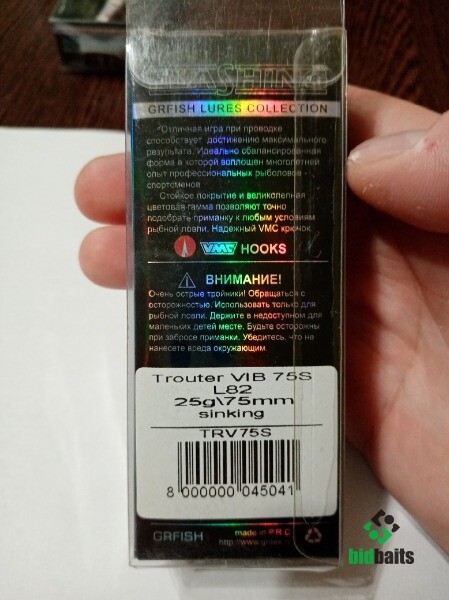 GRFISH LURES COLLECTION
"Отличная игра при проводке
способствует достижению максимального
результата. Идеально сбалансированная
форма в которой воплощен многолетний
опыт профессиональных рыболовов -
спортсменов
Стойкое покрытие и великолепная
цветовая гамма позволяют точно
подобрать приманку к любым условиям
рыбной ловли. Надежный VMC крючок.
VMC HOOKS
ВНИМАНИЕ!
Очень острые тройники! Обращаться с
осторожностью. Использовать только для
рыбной ловли. Держите в недоступном для
маленьких детей месте. Будьте осторожны
при забросе приманки. Убедитесь, что не
нанесете вреда окружающим.
Trouter VIB 75S
L82
25g\75mm
sinking
TRV75S
8 000000 045041
GRFISH
made in P.R.C
http://www.
bidbaits